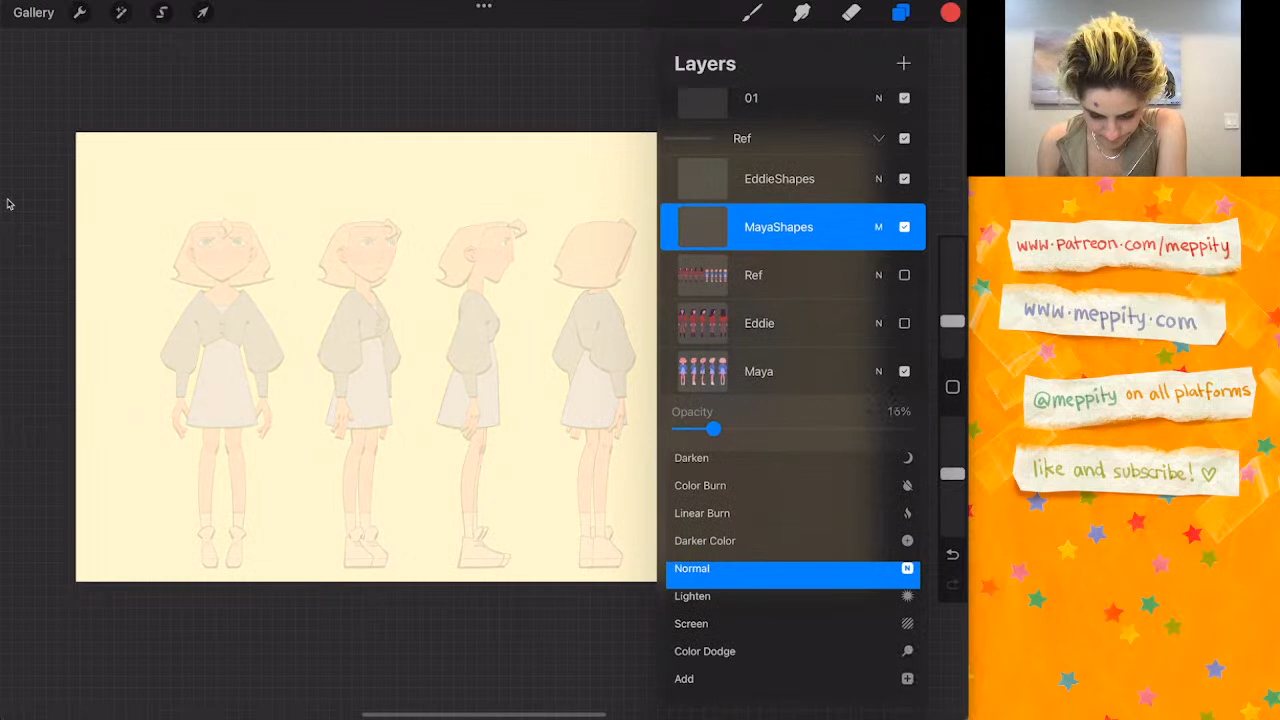 Gallery
Layers
01 N
Ref
EddieShapes N
MayaShapes M
Ref N
Eddie N
Maya N
Opacity 16%
Darken
Color Burn
Linear Burn
Darker Color
Normal N
Lighten
Screen
Color Dodge
Add
www.patreon.com/meppity
www.meppity.com
@meppity on all platforms
like and subscribe! ♡